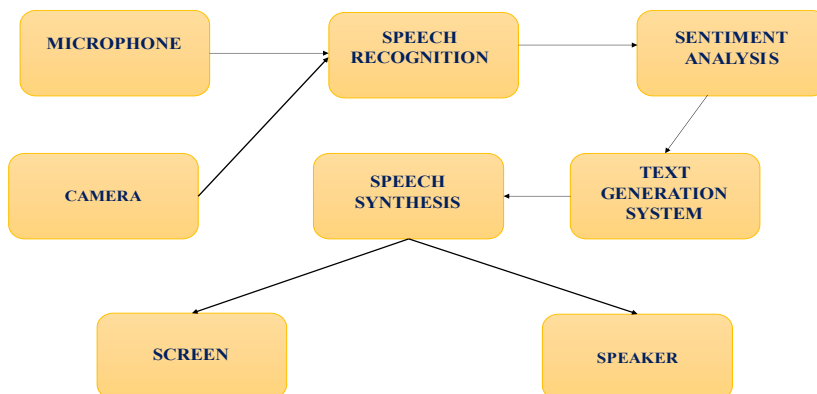 MICROPHONE
SPEECH
RECOGNITION
SENTIMENT
ANALYSIS
CAMERA
SPEECH
SYNTHESIS
TEXT
GENERATION
SYSTEM
SCREEN
SPEAKER